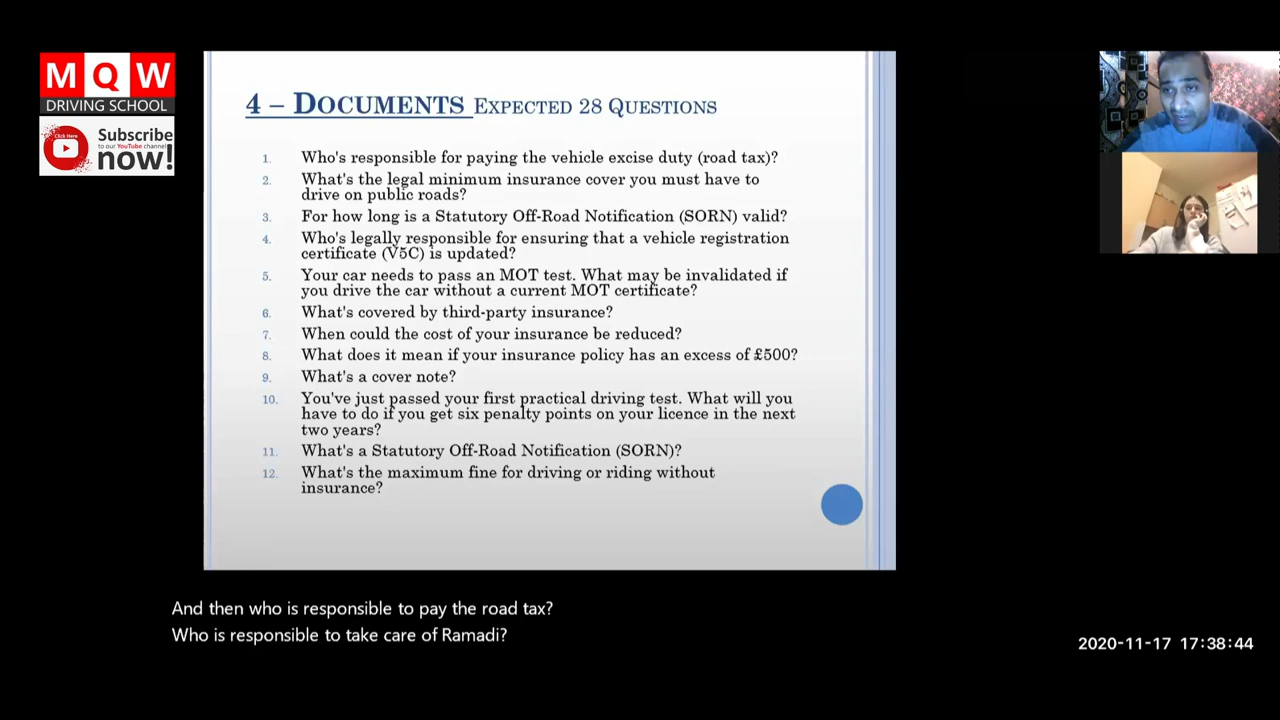 M Q W
DRIVING SCHOOL
Click Here
Subscribe
to our YouTube channel
now!
4 – DOCUMENTS EXPECTED 28 QUESTIONS
1. Who's responsible for paying the vehicle excise duty (road tax)?
2. What's the legal minimum insurance cover you must have to
drive on public roads?
3. For how long is a Statutory Off-Road Notification (SORN) valid?
4. Who's legally responsible for ensuring that a vehicle registration
certificate (V5C) is updated?
5. Your car needs to pass an MOT test. What may be invalidated if
you drive the car without a current MOT certificate?
6. What's covered by third-party insurance?
7. When could the cost of your insurance be reduced?
8. What does it mean if your insurance policy has an excess of £500?
9. What's a cover note?
10. You've just passed your first practical driving test. What will you
have to do if you get six penalty points on your licence in the next
two years?
11. What's a Statutory Off-Road Notification (SORN)?
12. What's the maximum fine for driving or riding without
insurance?
And then who is responsible to pay the road tax?
Who is responsible to take care of Ramadi?
2020-11-17 17:38:44